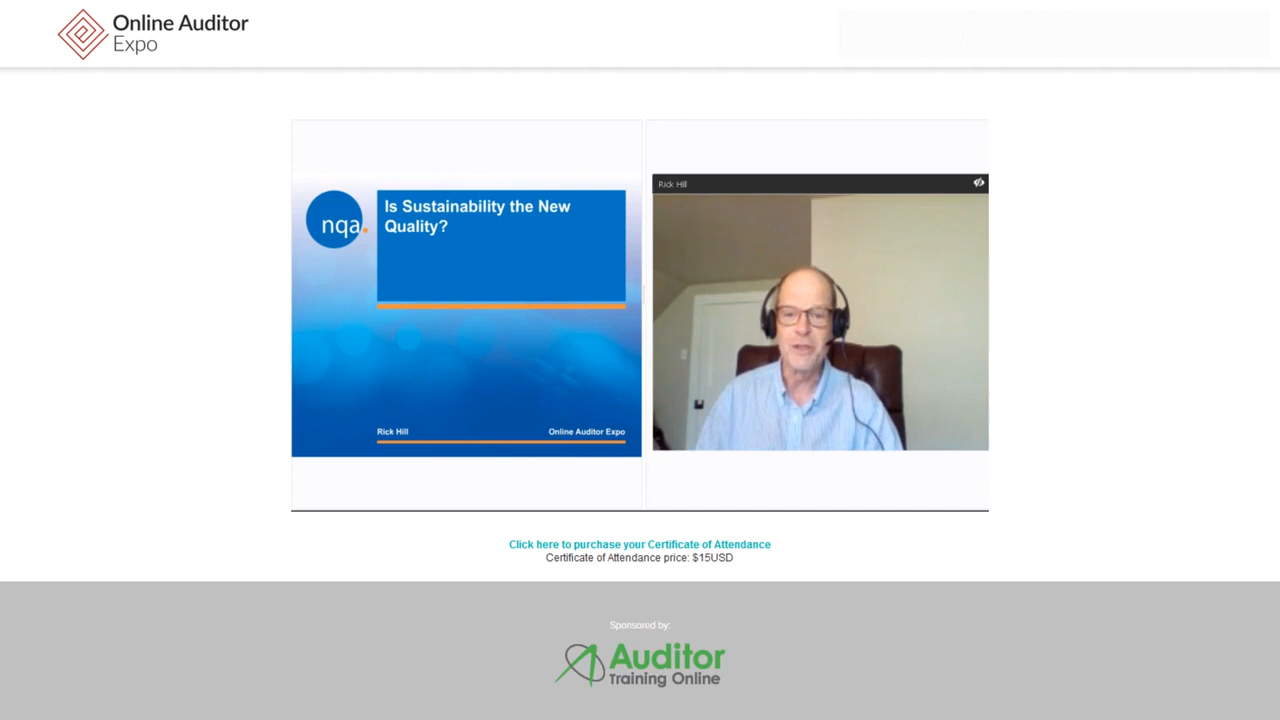 Online Auditor
Expo
nqa.
Is Sustainability the New
Quality?
Rick Hill
Online Auditor Expo
Rick Hill
Click here to purchase your Certificate of Attendance
Certificate of Attendance price: $15USD
Sponsored by:
Auditor
Training Online